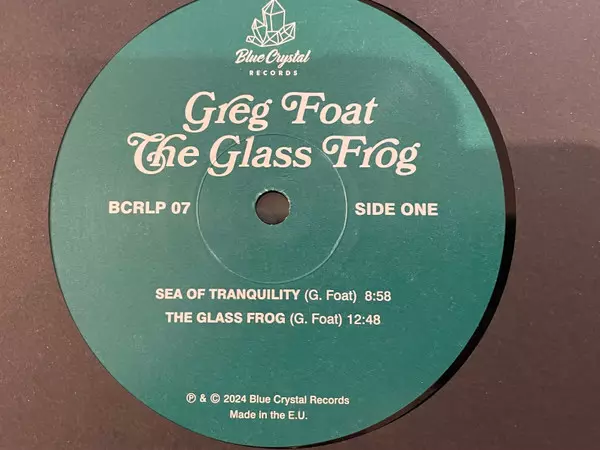 Blue Crystal
RECORDS
Greg Foat
The Glass Frog
BCRLP 07 SIDE ONE
SEA OF TRANQUILITY (G. Foat) 8:58
THE GLASS FROG (G. Foat) 12:48
℗ & © 2024 Blue Crystal Records
Made in the E.U.